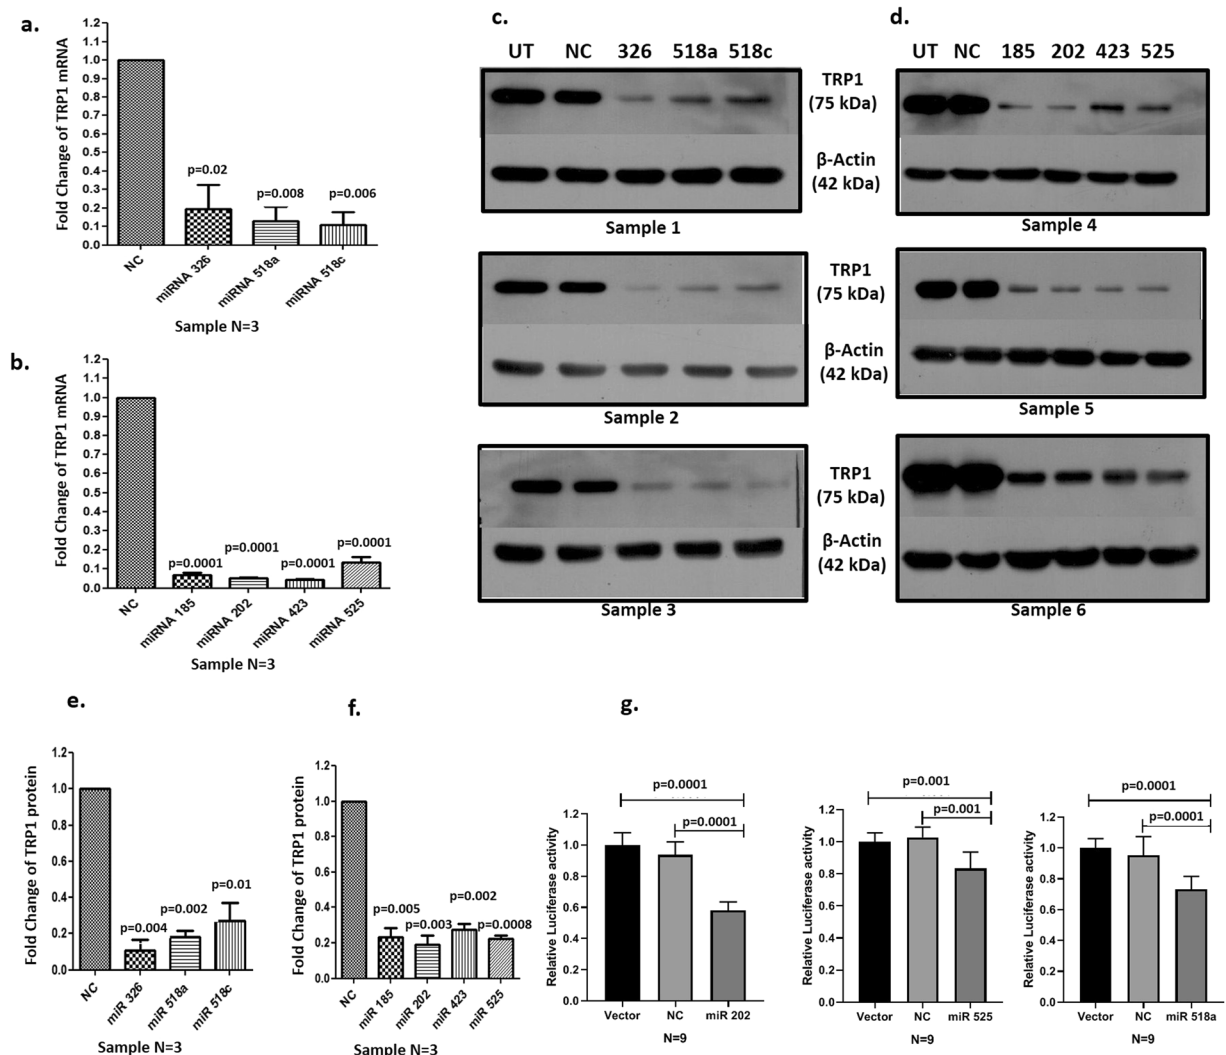 a.
Fold Change of TRP1 mRNA
1.2
1.1
1.0
0.9
0.8
0.7
0.6
0.5
0.4
0.3
0.2
0.1
0.0
p=0.02
p=0.008
p=0.006
NC
miRNA 326
miRNA 518a
miRNA 518c
Sample N=3
b.
Fold Change of TRP1 mRNA
1.2
1.1
1.0
0.9
0.8
0.7
0.6
0.5
0.4
0.3
0.2
0.1
0.0
p=0.0001
p=0.0001
p=0.0001
p=0.0001
NC
miRNA 185
miRNA 202
miRNA 423
miRNA 525
Sample N=3
c.
UT NC 326 518a 518c
TRP1
(75 kDa)
β-Actin
(42 kDa)
Sample 1
TRP1
(75 kDa)
β-Actin
(42 kDa)
Sample 2
TRP1
(75 kDa)
β-Actin
(42 kDa)
Sample 3
d.
UT NC 185 202 423 525
Sample 4
Sample 5
Sample 6
e.
Fold Change of TRP1 protein
1.2
1.0
0.8
0.6
0.4
0.2
0.0
p=0.004
p=0.002
p=0.01
NC
miR 326
miR 518a
miR 518c
Sample N=3
f.
Fold Change of TRP1 protein
1.2
1.0
0.8
0.6
0.4
0.2
0.0
p=0.005
p=0.003
p=0.002
p=0.0008
NC
miR 185
miR 202
miR 423
miR 525
Sample N=3
g.
Relative Luciferase activity
1.2
1.0
0.8
0.6
0.4
0.2
0.0
p=0.0001
p=0.0001
Vector NC miR 202
N=9
Relative Luciferase activity
1.2
1.0
0.8
0.6
0.4
0.2
0.0
p=0.001
p=0.001
Vector NC miR 525
N=9
Relative Luciferase activity
1.2
1.0
0.8
0.6
0.4
0.2
0.0
p=0.0001
p=0.0001
Vector NC miR 518a
N=9